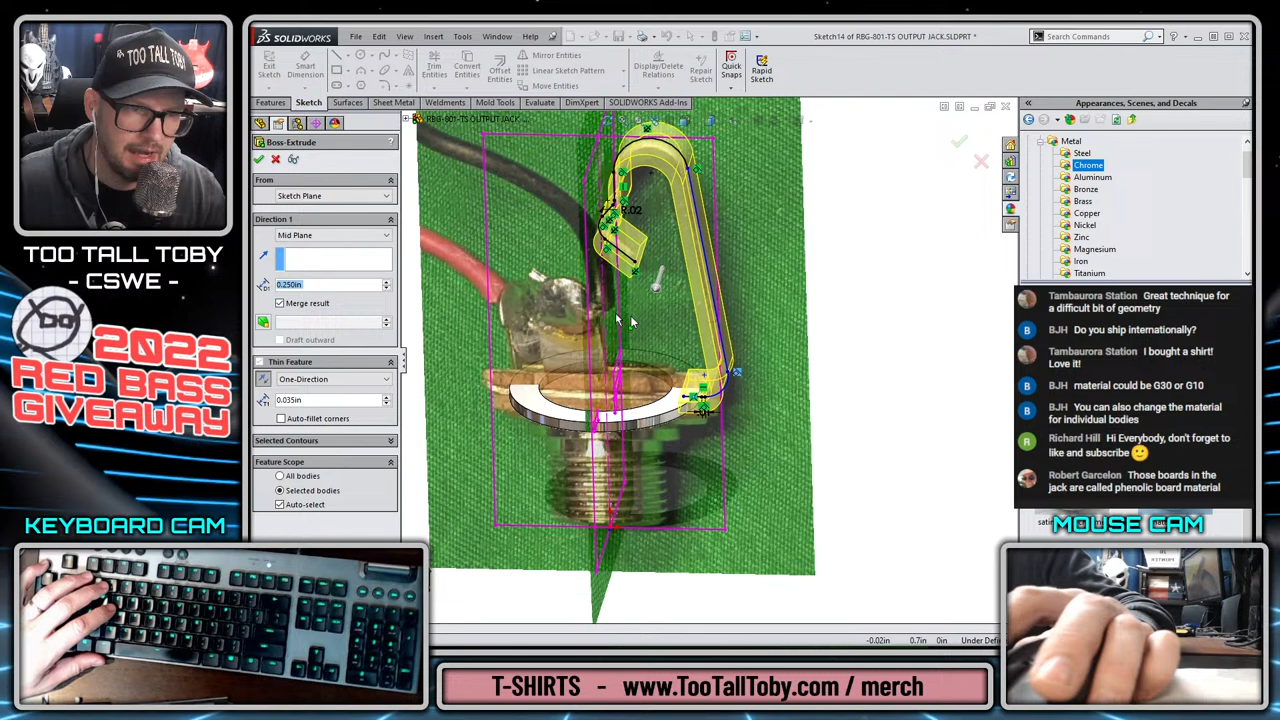 TOO TALL TOBY
- CSWE -
2022
RED BASS
GIVEAWAY
KEYBOARD CAM
SOLIDWORKS
File
Edit
View
Insert
Tools
Window
Help
Sketch14 of RBG-801-TS OUTPUT JACK.SLDPRT *
Search Commands
Exit
Sketch
Smart
Dimension
Trim
Entities
Convert
Entities
Offset
Entities
Mirror Entities
Linear Sketch Pattern
Move Entities
Display/Delete
Relations
Repair
Sketch
Quick
Snaps
Rapid
Sketch
Features
Sketch
Surfaces
Sheet Metal
Weldments
Mold Tools
Evaluate
DimXpert
SOLIDWORKS Add-Ins
RBG-801-TS OUTPUT JACK...
Boss-Extrude
From
Sketch Plane
Direction 1
Mid Plane
0.250in
Merge result
Draft outward
Thin Feature
One-Direction
0.035in
Auto-fillet corners
Selected Contours
Feature Scope
All bodies
Selected bodies
Auto-select
R.02
-0.02in
0.7in
0in
Under Defi
Appearances, Scenes, and Decals
Metal
Steel
Chrome
Aluminum
Bronze
Brass
Copper
Nickel
Zinc
Magnesium
Iron
Titanium
Tambaurora Station Great technique for
a difficult bit of geometry
BJH Do you ship internationally?
Tambaurora Station I bought a shirt!
Love it!
BJH material could be G30 or G10
BJH You can also change the material
for individual bodies
Richard Hill Hi Everybody, don't forget to
like and subscribe
Robert Garcelon Those boards in the
jack are called phenolic board material
MOUSE CAM
T-SHIRTS - www.TooTallToby.com / merch